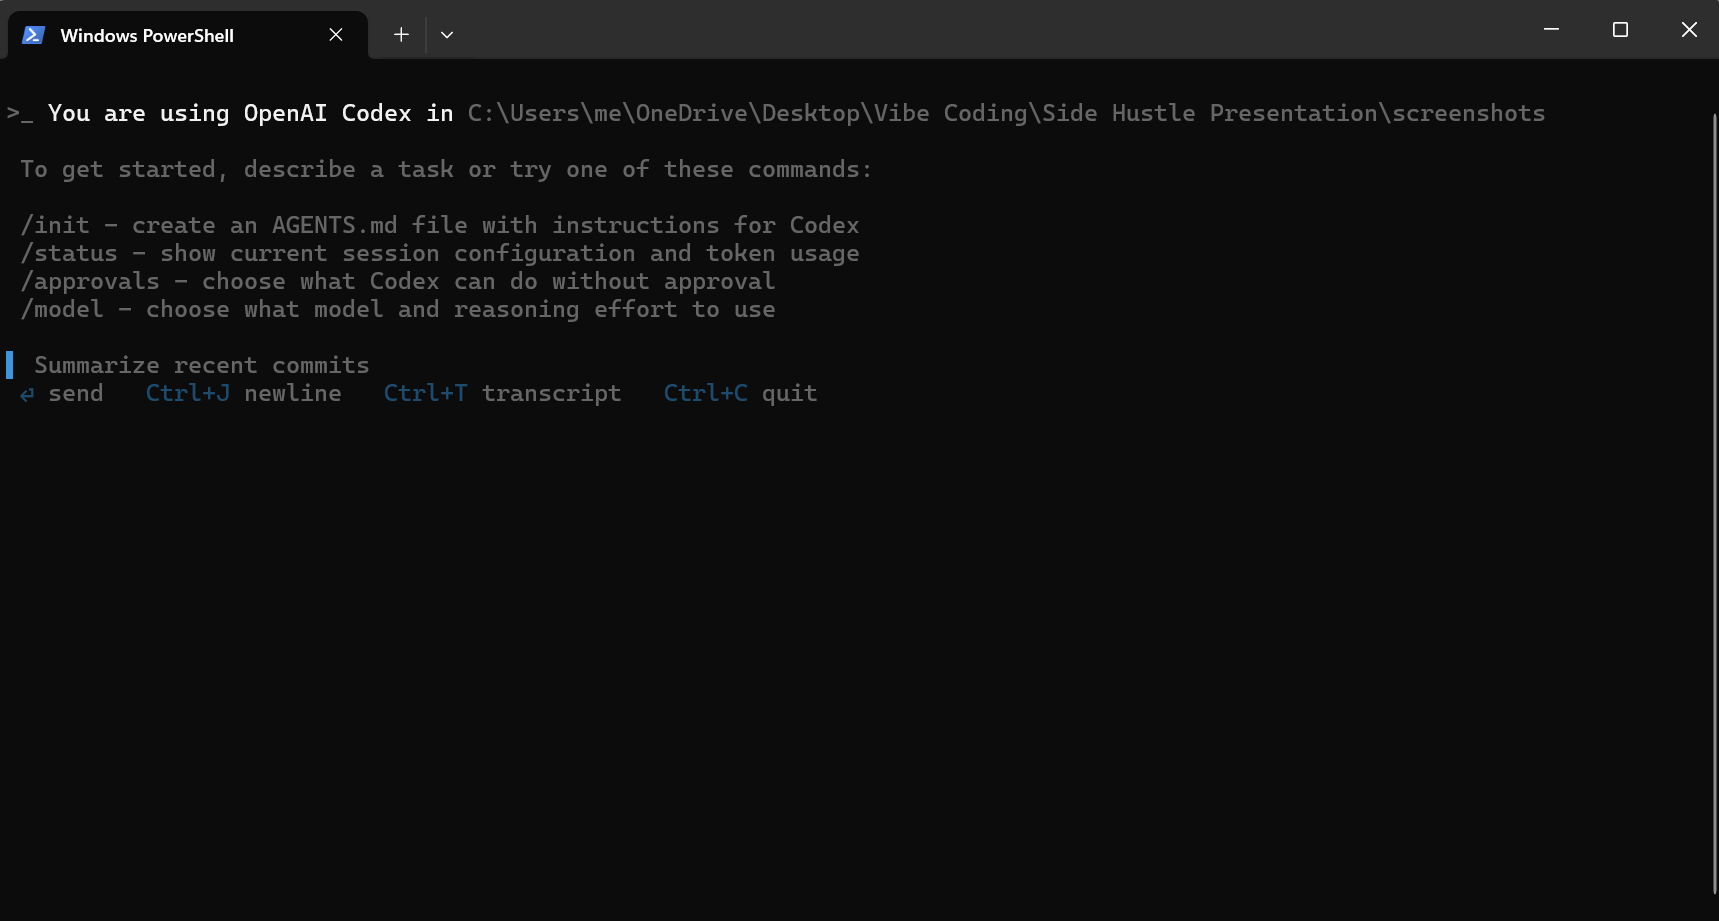 Windows PowerShell
>_ You are using OpenAI Codex in C:\Users\me\OneDrive\Desktop\Vibe Coding\Side Hustle Presentation\screenshots
To get started, describe a task or try one of these commands:
/init - create an AGENTS.md file with instructions for Codex
/status - show current session configuration and token usage
/approvals - choose what Codex can do without approval
/model - choose what model and reasoning effort to use
Summarize recent commits
⏎ send   Ctrl+J newline   Ctrl+T transcript   Ctrl+C quit